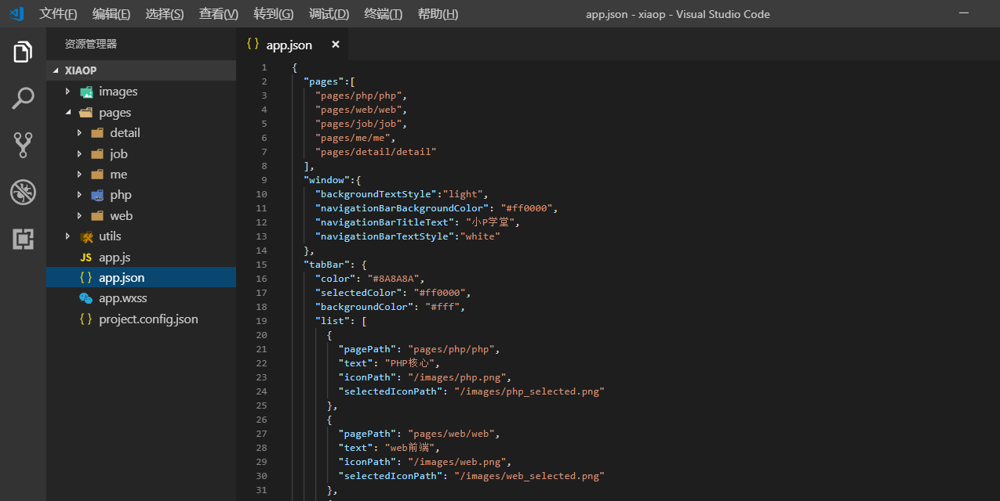 文件(F) 编辑(E) 选择(S) 查看(V) 转到(G) 调试(D) 终端(T) 帮助(H) app.json - xiaop - Visual Studio Code
资源管理器
XIAOP
images
pages
detail
job
me
php
web
utils
JS app.js
{ } app.json
app.wxss
{ } project.config.json
{ } app.json ×
1 {
2 "pages":[
3 "pages/php/php",
4 "pages/web/web",
5 "pages/job/job",
6 "pages/me/me",
7 "pages/detail/detail"
8 ],
9 "window":{
10 "backgroundTextStyle":"light",
11 "navigationBarBackgroundColor": "#ff0000",
12 "navigationBarTitleText": "小P学堂",
13 "navigationBarTextStyle":"white"
14 },
15 "tabBar": {
16 "color": "#8A8A8A",
17 "selectedColor": "#ff0000",
18 "backgroundColor": "#fff",
19 "list": [
20 {
21 "pagePath": "pages/php/php",
22 "text": "PHP核心",
23 "iconPath": "/images/php.png",
24 "selectedIconPath": "/images/php_selected.png"
25 },
26 {
27 "pagePath": "pages/web/web",
28 "text": "web前端",
29 "iconPath": "/images/web.png",
30 "selectedIconPath": "/images/web_selected.png"
31 },